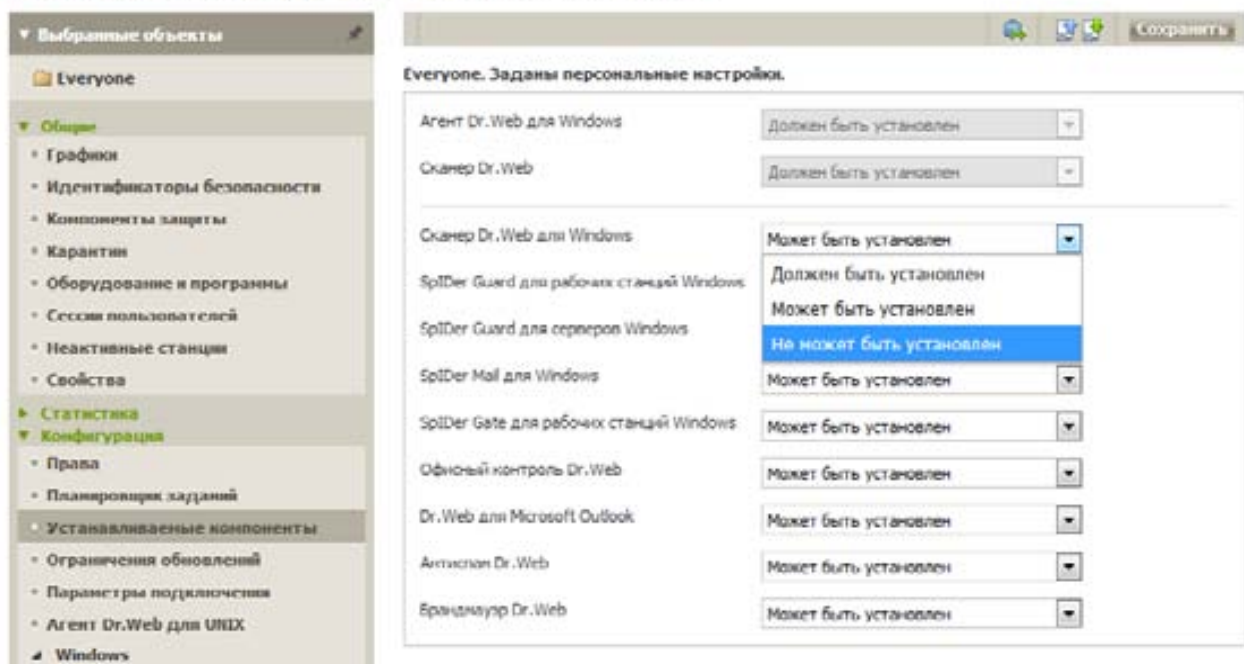 Выбранные объекты
Everyone
Общие
Графики
Идентификаторы безопасности
Компоненты защиты
Карантин
Оборудование и программы
Сессии пользователей
Неактивные станции
Свойства
Статистика
Конфигурация
Права
Планировщик заданий
Устанавливаемые компоненты
Ограничения обновлений
Параметры подключения
Агент Dr.Web для UNIX
Windows
Сохранить
Everyone. Заданы персональные настройки.
Агент Dr.Web для Windows Должен быть установлен
Сканер Dr.Web Должен быть установлен
Сканер Dr.Web для Windows Может быть установлен
Должен быть установлен
Может быть установлен
Не может быть установлен
SpIDer Guard для рабочих станций Windows
SpIDer Guard для серверов Windows
SpIDer Mail для Windows Может быть установлен
SpIDer Gate для рабочих станций Windows Может быть установлен
Офисный контроль Dr.Web Может быть установлен
Dr.Web для Microsoft Outlook Может быть установлен
Антиспам Dr.Web Может быть установлен
Брандмауэр Dr.Web Может быть установлен